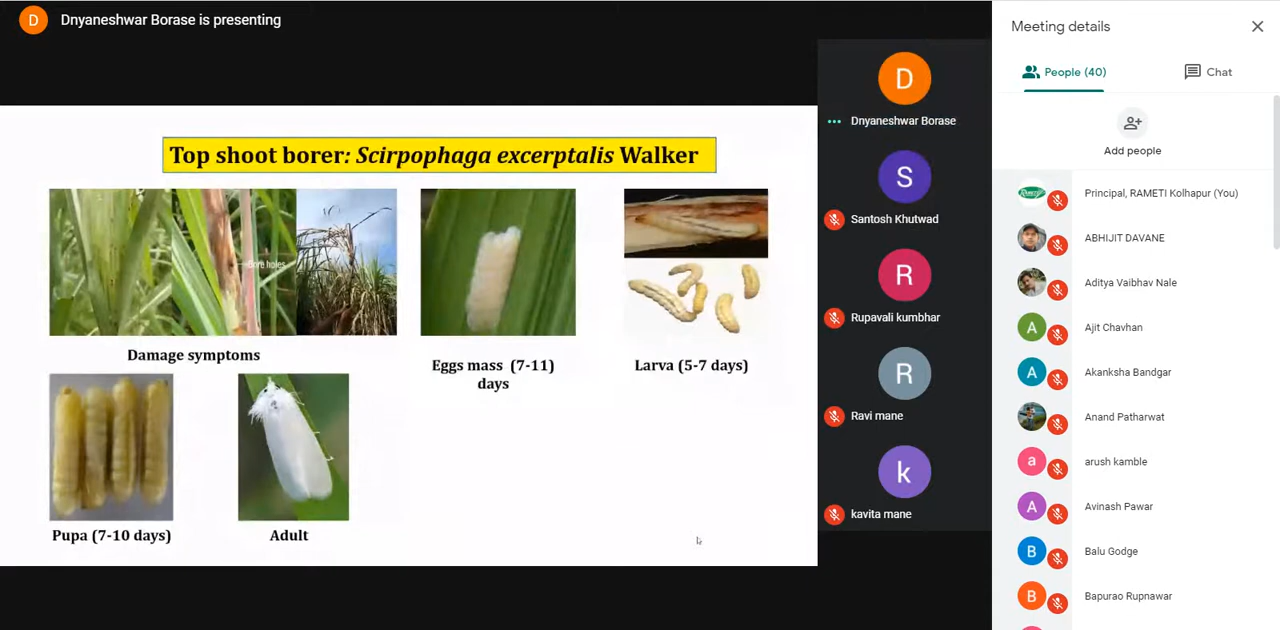 D
Dnyaneshwar Borase is presenting
Top shoot borer: Scirpophaga excerptalis Walker
Bore holes
Damage symptoms
Eggs mass (7-11)
days
Larva (5-7 days)
Pupa (7-10 days)
Adult
D
Dnyaneshwar Borase
S
Santosh Khutwad
R
Rupavali kumbhar
R
Ravi mane
k
kavita mane
Meeting details
People (40)
Chat
Add people
Principal, RAMETI Kolhapur (You)
ABHIJIT DAVANE
Aditya Vaibhav Nale
A
Ajit Chavhan
A
Akanksha Bandgar
Anand Patharwat
a
arush kamble
A
Avinash Pawar
B
Balu Godge
B
Bapurao Rupnawar